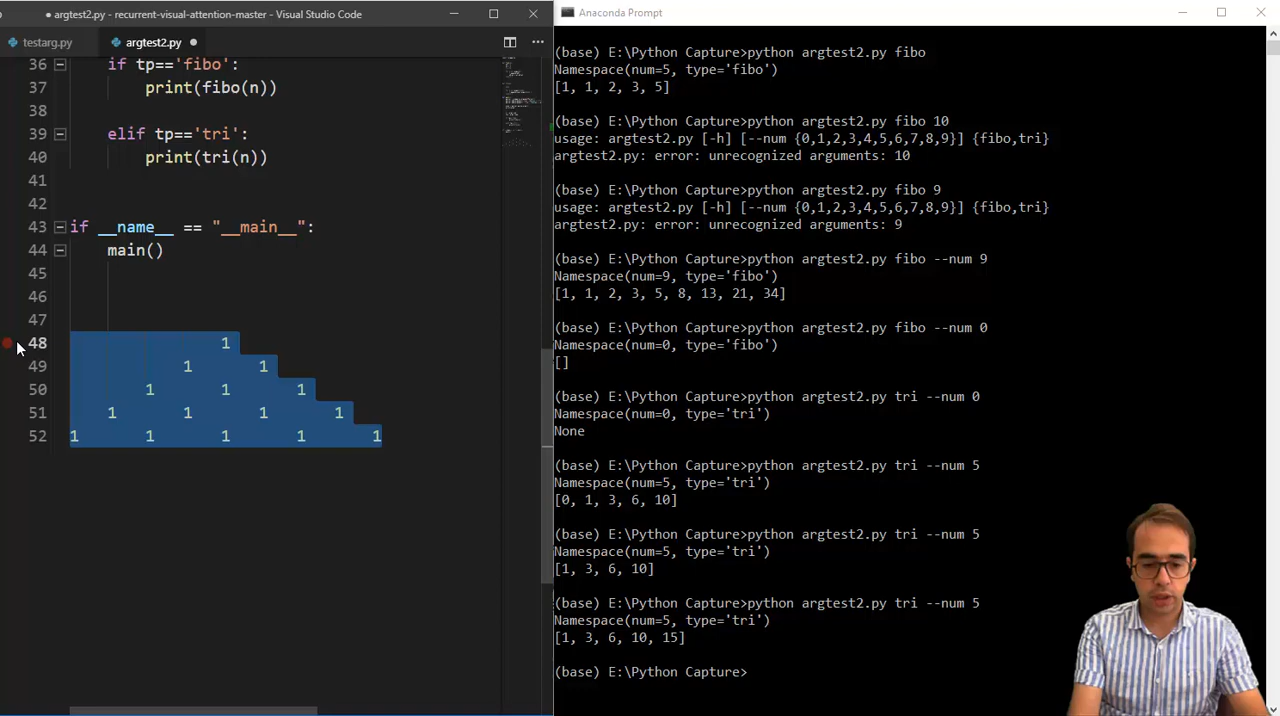 argtest2.py - recurrent-visual-attention-master - Visual Studio Code
testarg.py
argtest2.py
36 if tp=='fibo':
37 print(fibo(n))
38
39 elif tp=='tri':
40 print(tri(n))
41
42
43 if __name__ == "__main__":
44 main()
45
46
47
48 1
49 1 1
50 1 1 1
51 1 1 1 1
52 1 1 1 1 1
Anaconda Prompt
(base) E:\Python Capture>python argtest2.py fibo
Namespace(num=5, type='fibo')
[1, 1, 2, 3, 5]
(base) E:\Python Capture>python argtest2.py fibo 10
usage: argtest2.py [-h] [--num {0,1,2,3,4,5,6,7,8,9}] {fibo,tri}
argtest2.py: error: unrecognized arguments: 10
(base) E:\Python Capture>python argtest2.py fibo 9
usage: argtest2.py [-h] [--num {0,1,2,3,4,5,6,7,8,9}] {fibo,tri}
argtest2.py: error: unrecognized arguments: 9
(base) E:\Python Capture>python argtest2.py fibo --num 9
Namespace(num=9, type='fibo')
[1, 1, 2, 3, 5, 8, 13, 21, 34]
(base) E:\Python Capture>python argtest2.py fibo --num 0
Namespace(num=0, type='fibo')
[]
(base) E:\Python Capture>python argtest2.py tri --num 0
Namespace(num=0, type='tri')
None
(base) E:\Python Capture>python argtest2.py tri --num 5
Namespace(num=5, type='tri')
[0, 1, 3, 6, 10]
(base) E:\Python Capture>python argtest2.py tri --num 5
Namespace(num=5, type='tri')
[1, 3, 6, 10]
(base) E:\Python Capture>python argtest2.py tri --num 5
Namespace(num=5, type='tri')
[1, 3, 6, 10, 15]
(base) E:\Python Capture>